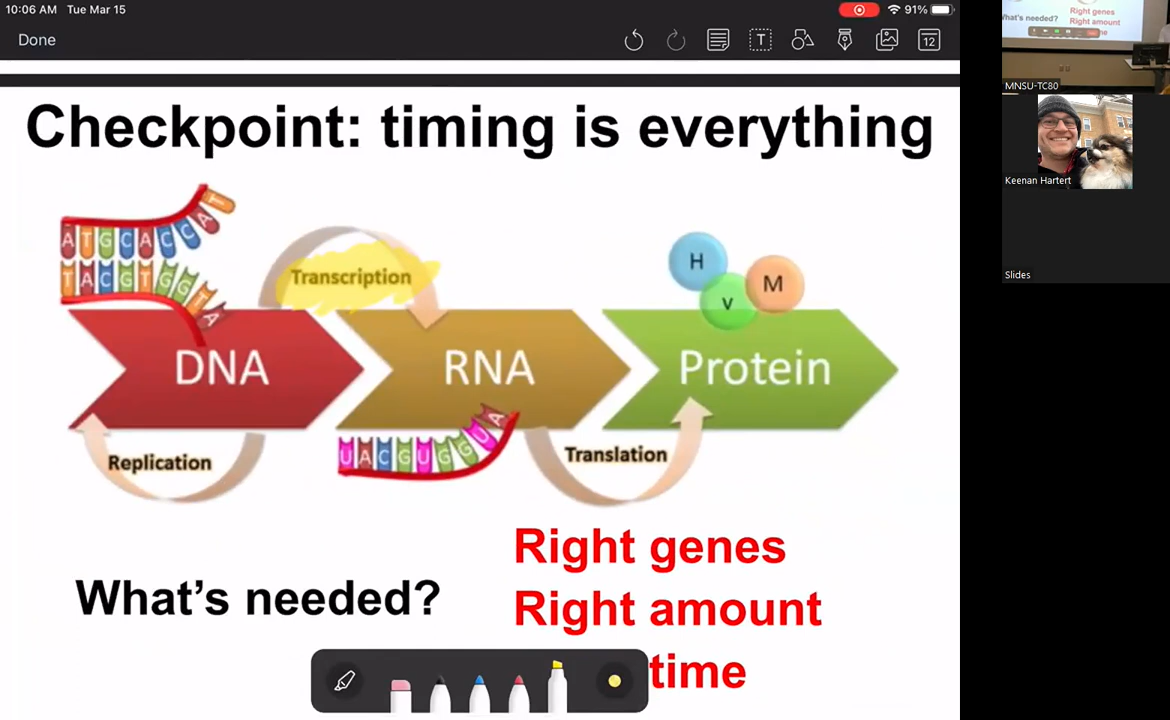 10:06 AM Tue Mar 15
91%
Done
T
12
Checkpoint: timing is everything
ATGCACCAT
TACGTGGTA
Transcription
H
V
M
DNA
RNA
Protein
Replication
UACGUGGUA
Translation
What's needed?
Right genes
Right amount
time
What's needed?
Right genes
Right amount
MNSU-TC80
Keenan Hartert
Slides